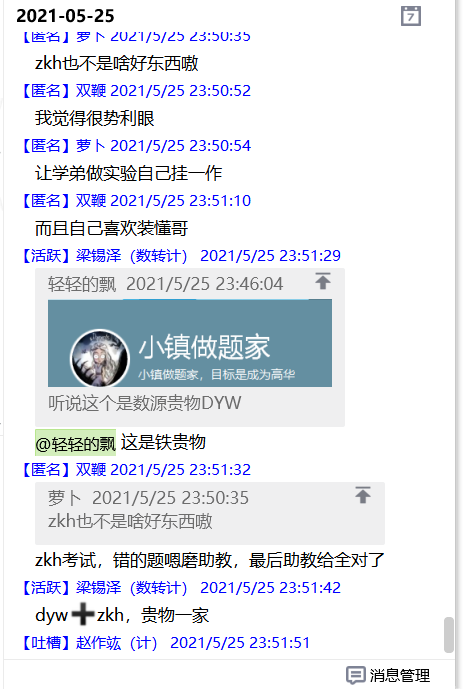 2021-05-25
7
【匿名】萝卜 2021/5/25 23:50:35
zkh也不是啥好东西嗷
【匿名】双鞭 2021/5/25 23:50:52
我觉得很势利眼
【匿名】萝卜 2021/5/25 23:50:54
让学弟做实验自己挂一作
【匿名】双鞭 2021/5/25 23:51:10
而且自己喜欢装懂哥
【活跃】梁锡泽（数转计） 2021/5/25 23:51:29
轻轻的飘 2021/5/25 23:46:04
小镇做题家
小镇做题家，目标是成为高华
听说这个是数源贵物DYW
@轻轻的飘 这是铁贵物
【匿名】双鞭 2021/5/25 23:51:32
萝卜 2021/5/25 23:50:35
zkh也不是啥好东西嗷
zkh考试，错的题嗯磨助教，最后助教给全对了
【活跃】梁锡泽（数转计） 2021/5/25 23:51:42
dyw➕zkh，贵物一家
【吐槽】赵作竑（计） 2021/5/25 23:51:51
消息管理